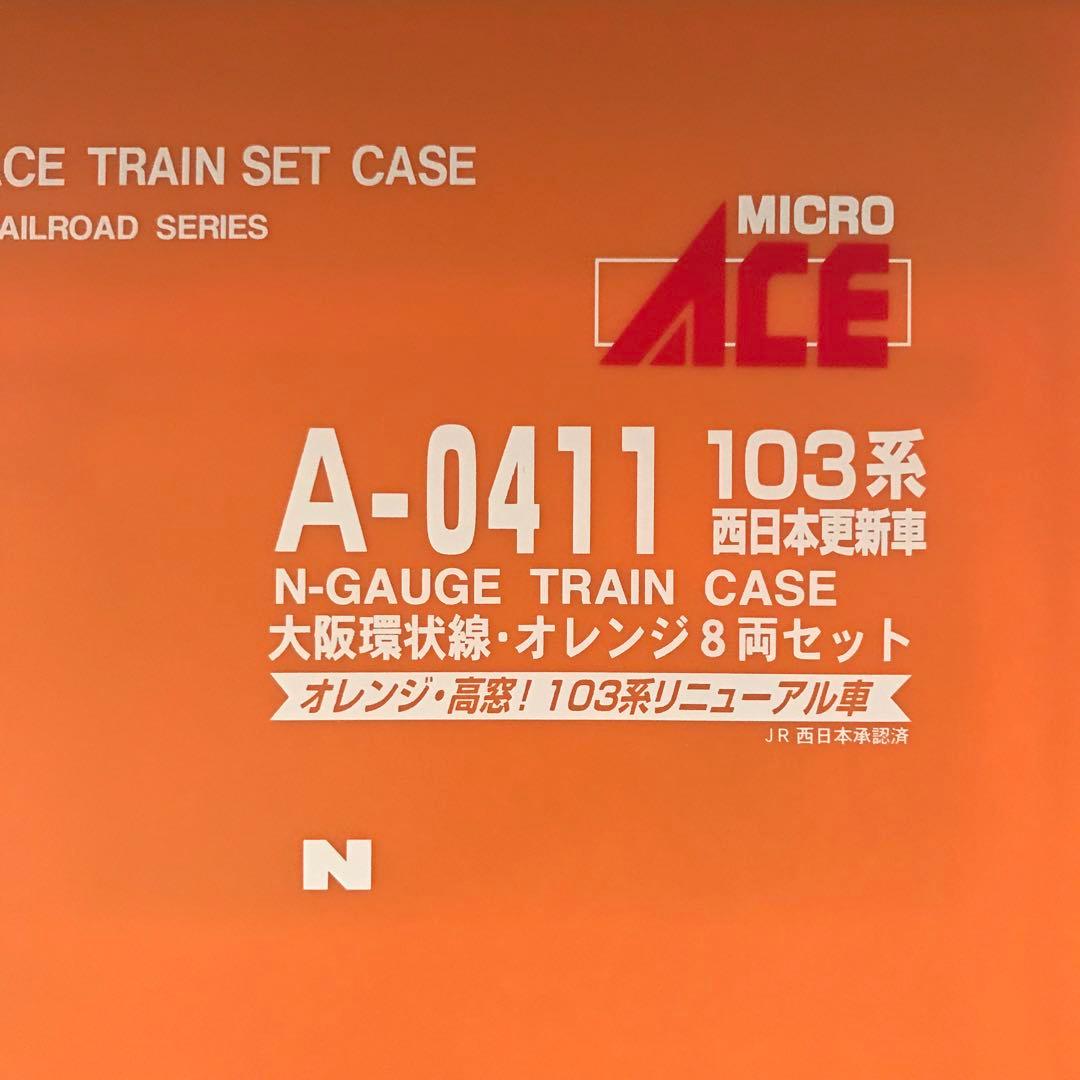 ACE TRAIN SET CASE
AILROAD SERIES
MICRO
ACE
A-0411 103系
西日本更新車
N-GAUGE TRAIN CASE
大阪環状線・オレンジ8両セット
オレンジ・高窓！103系リニューアル車
JR西日本承認済
N